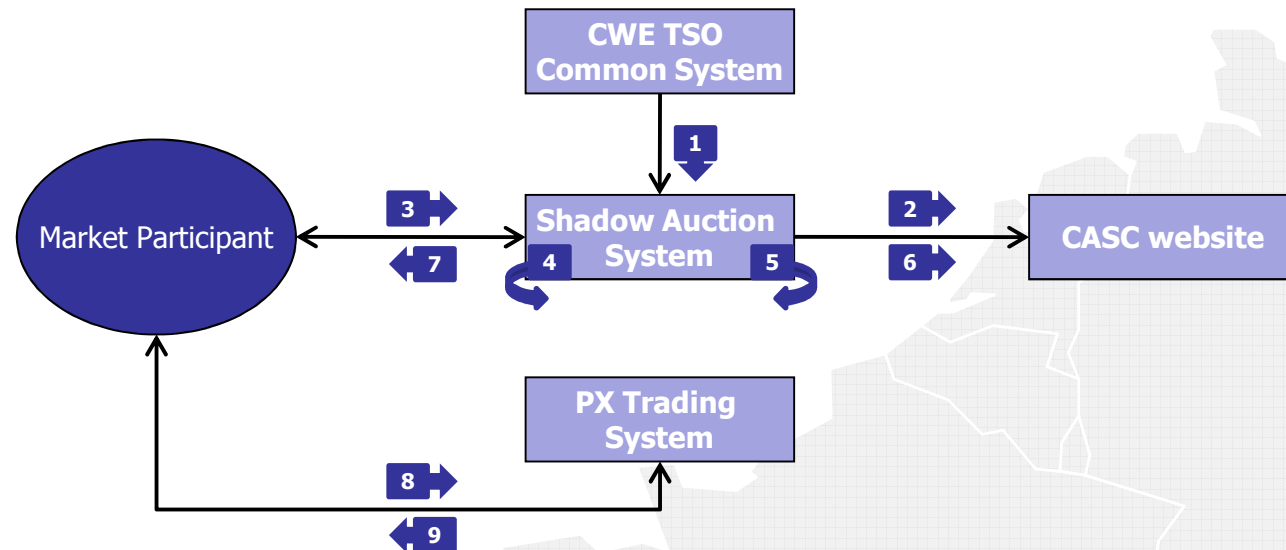 CWE TSO
Common System
1
Market Participant
3
7
Shadow Auction
System
4
5
2
6
CASC website
PX Trading
System
8
9